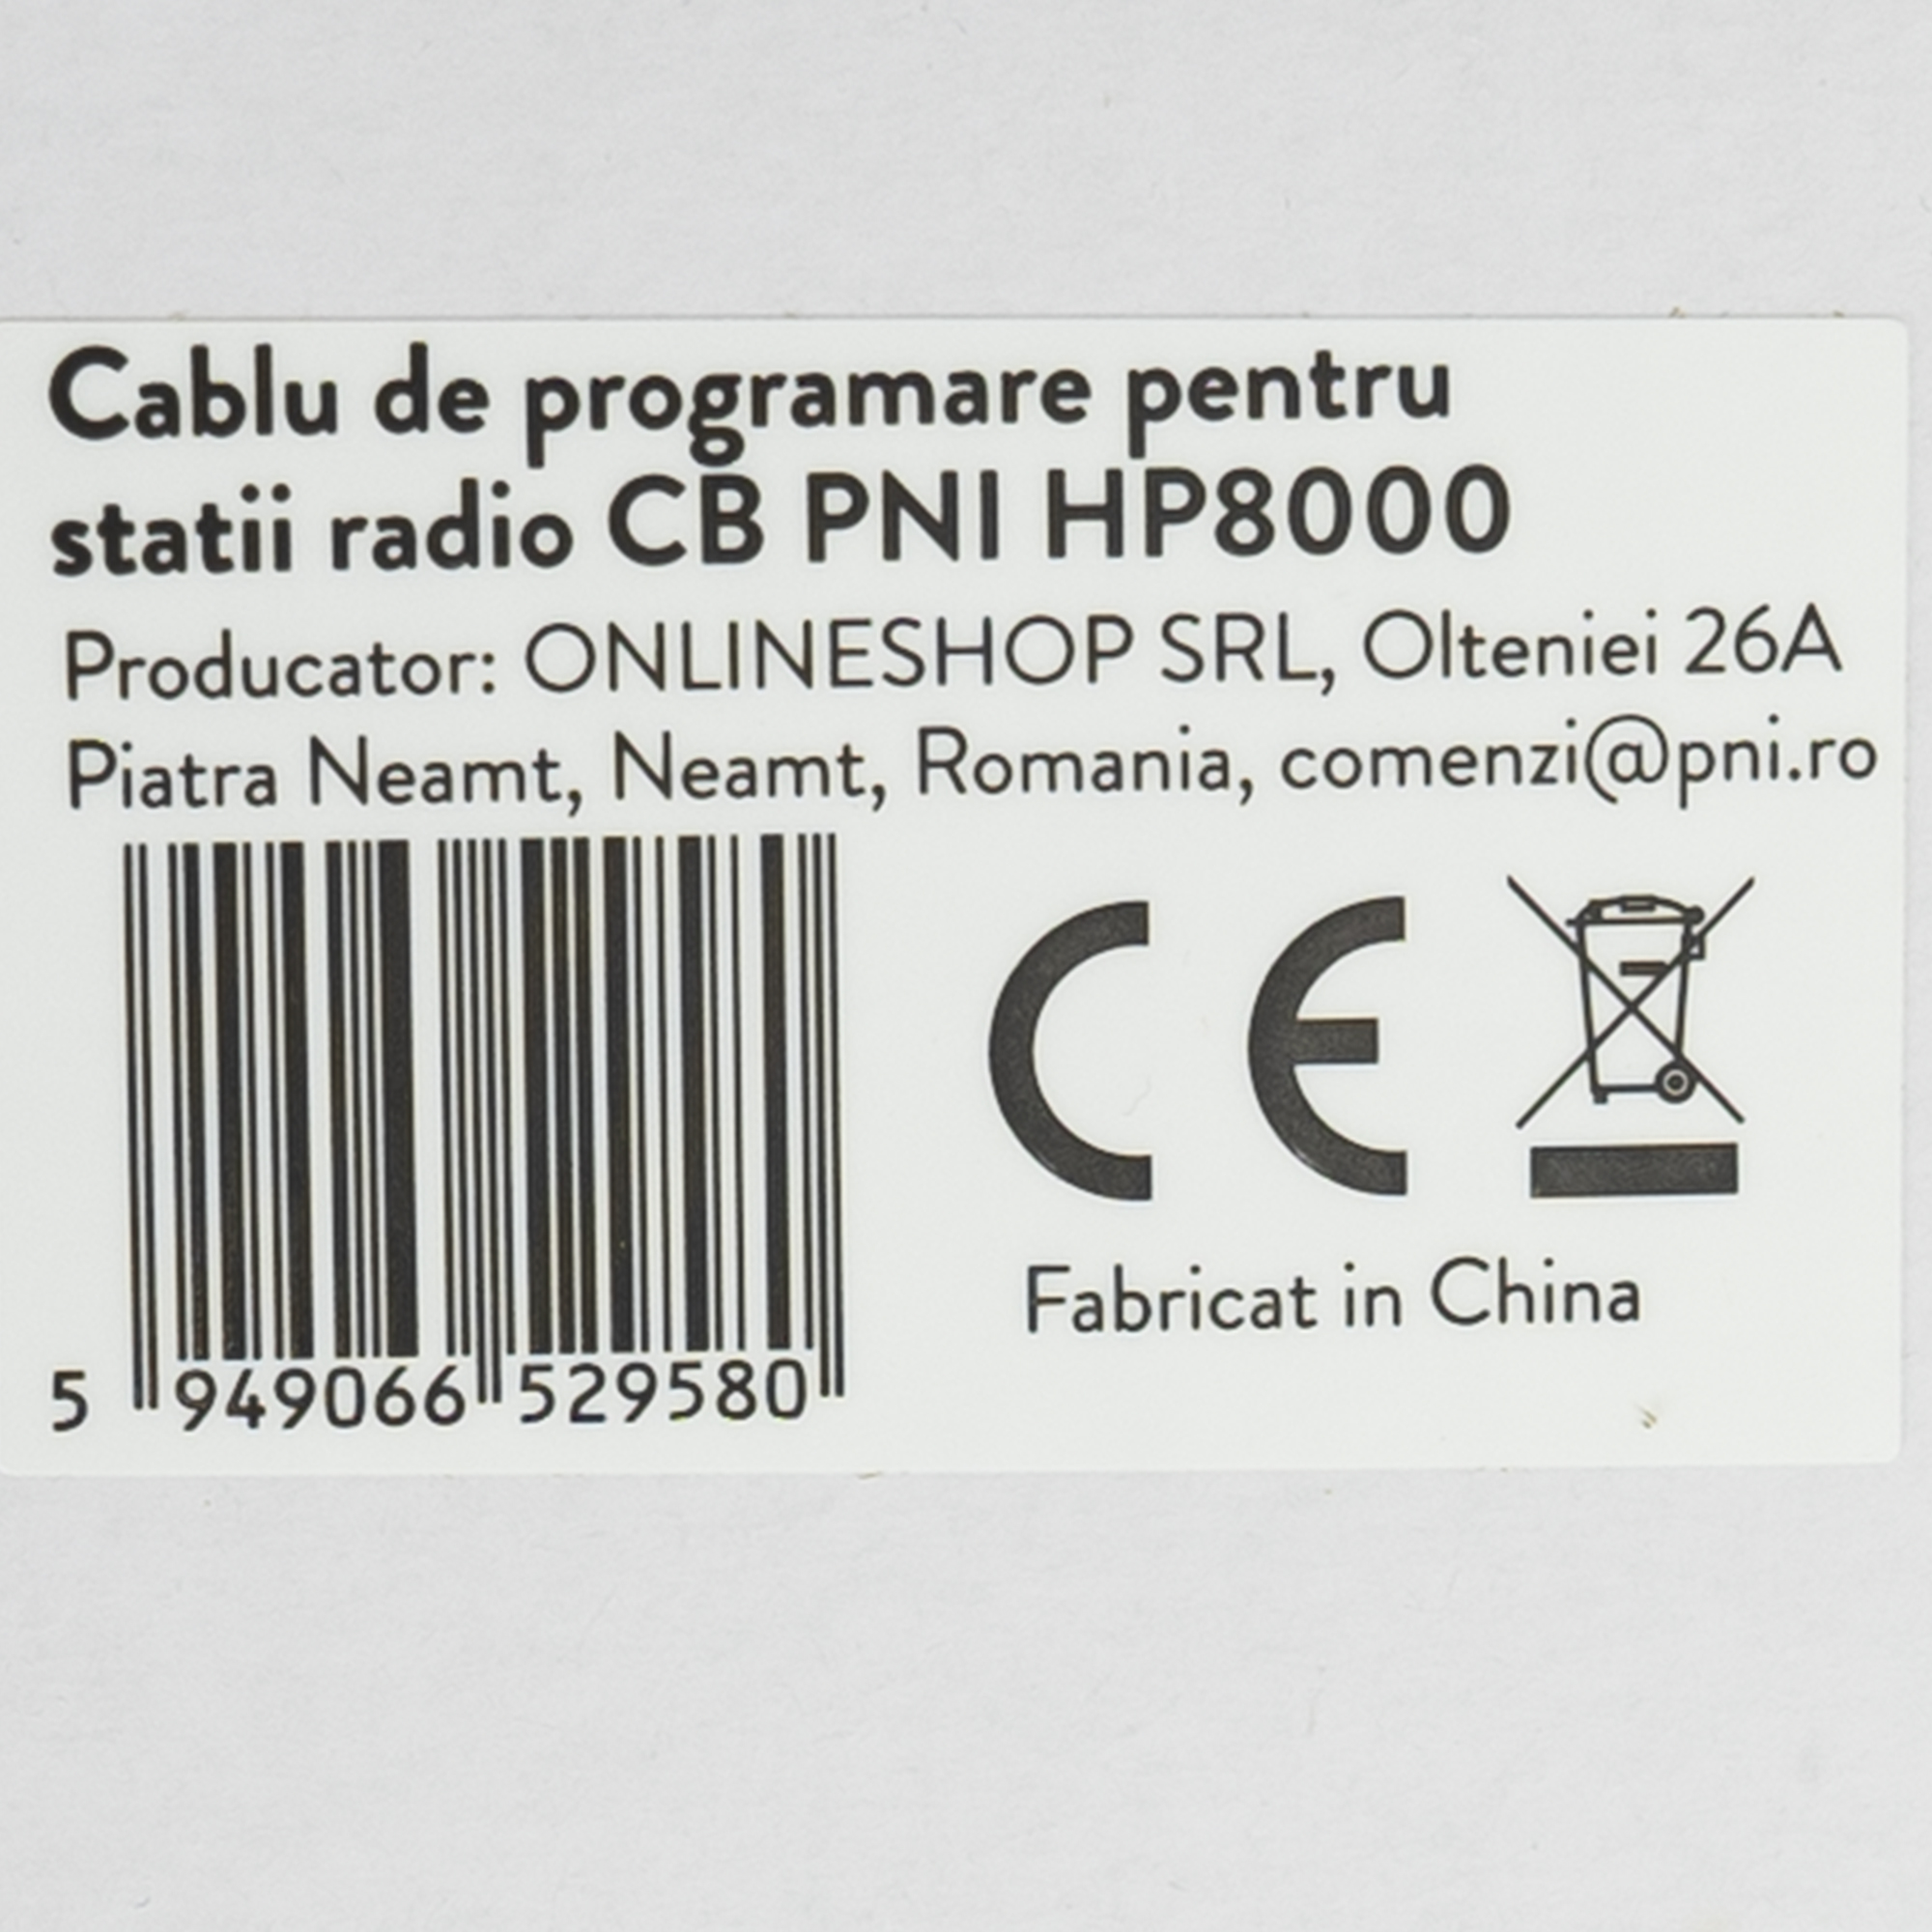 Cablu de programare pentru
statii radio CB PNI HP8000
Producator: ONLINESHOP SRL, Olteniei 26A
Piatra Neamt, Neamt, Romania, comenzi@pni.ro
CE
Fabricat in China
5 949066 529580